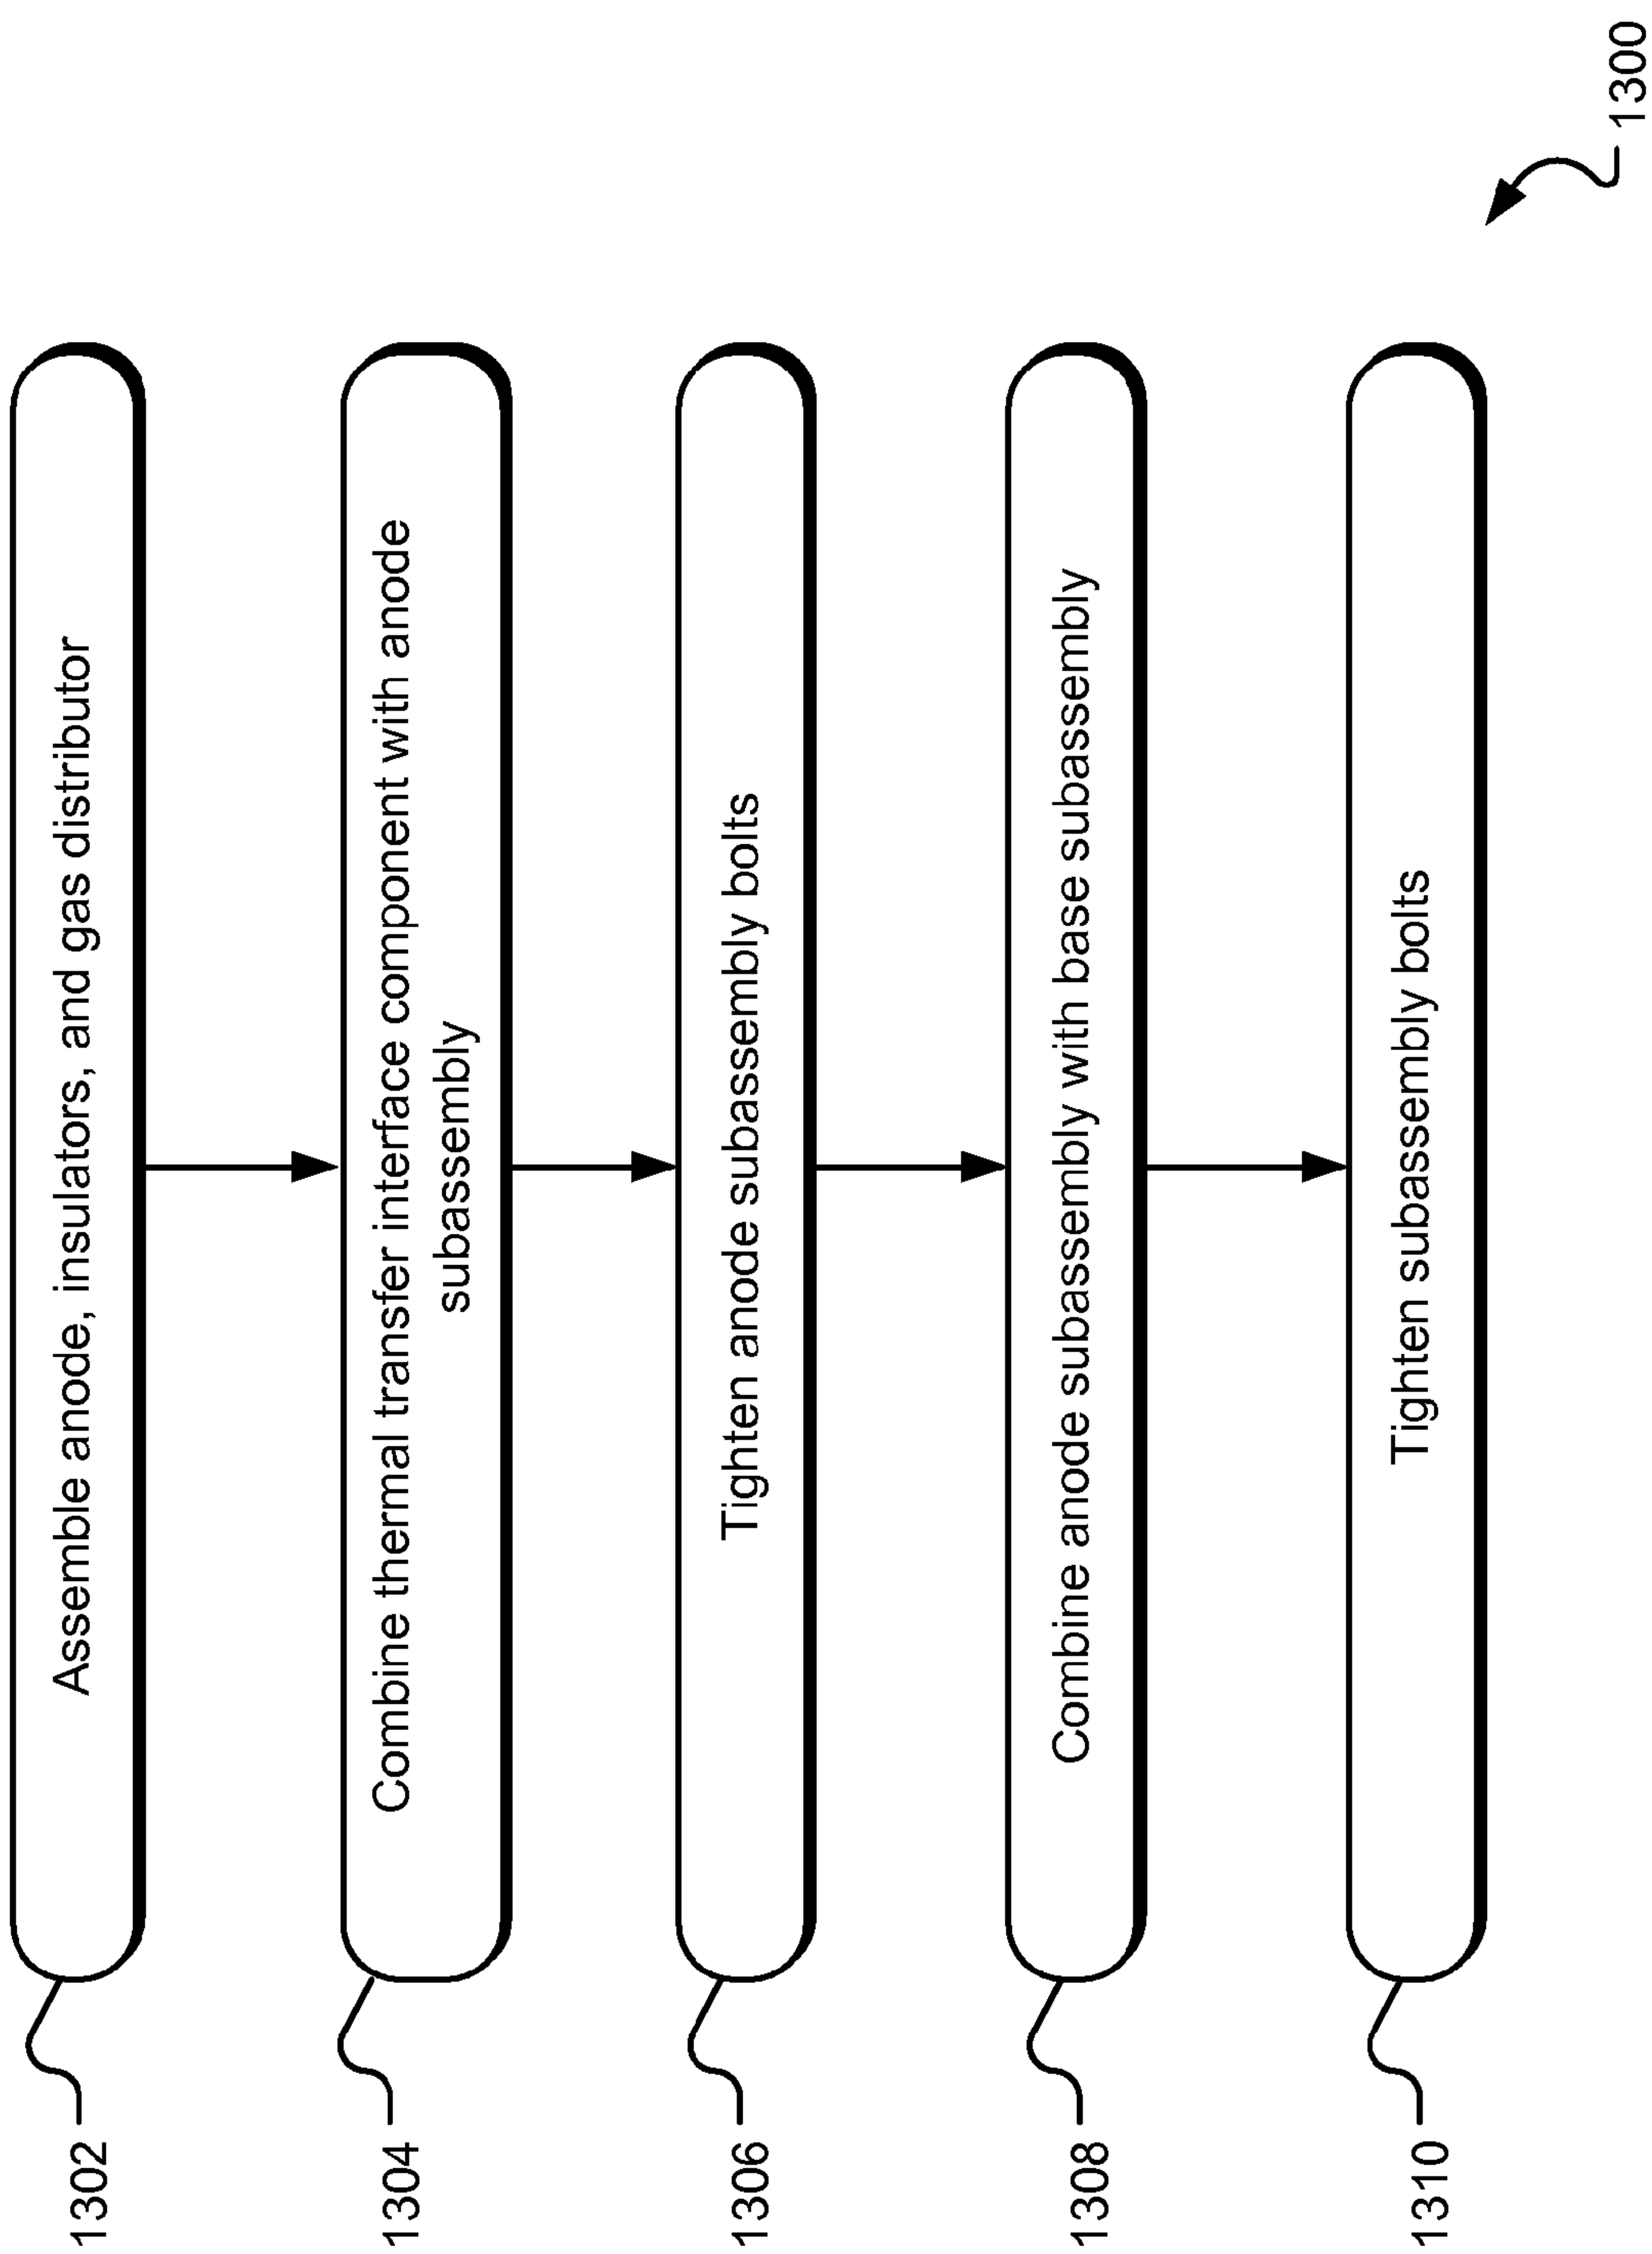 1302
Assemble anode, insulators, and gas distributor
1304
Combine thermal transfer interface component with anode
subassembly
1306
Tighten anode subassembly bolts
1308
Combine anode subassembly with base subassembly
1310
Tighten subassembly bolts
1300